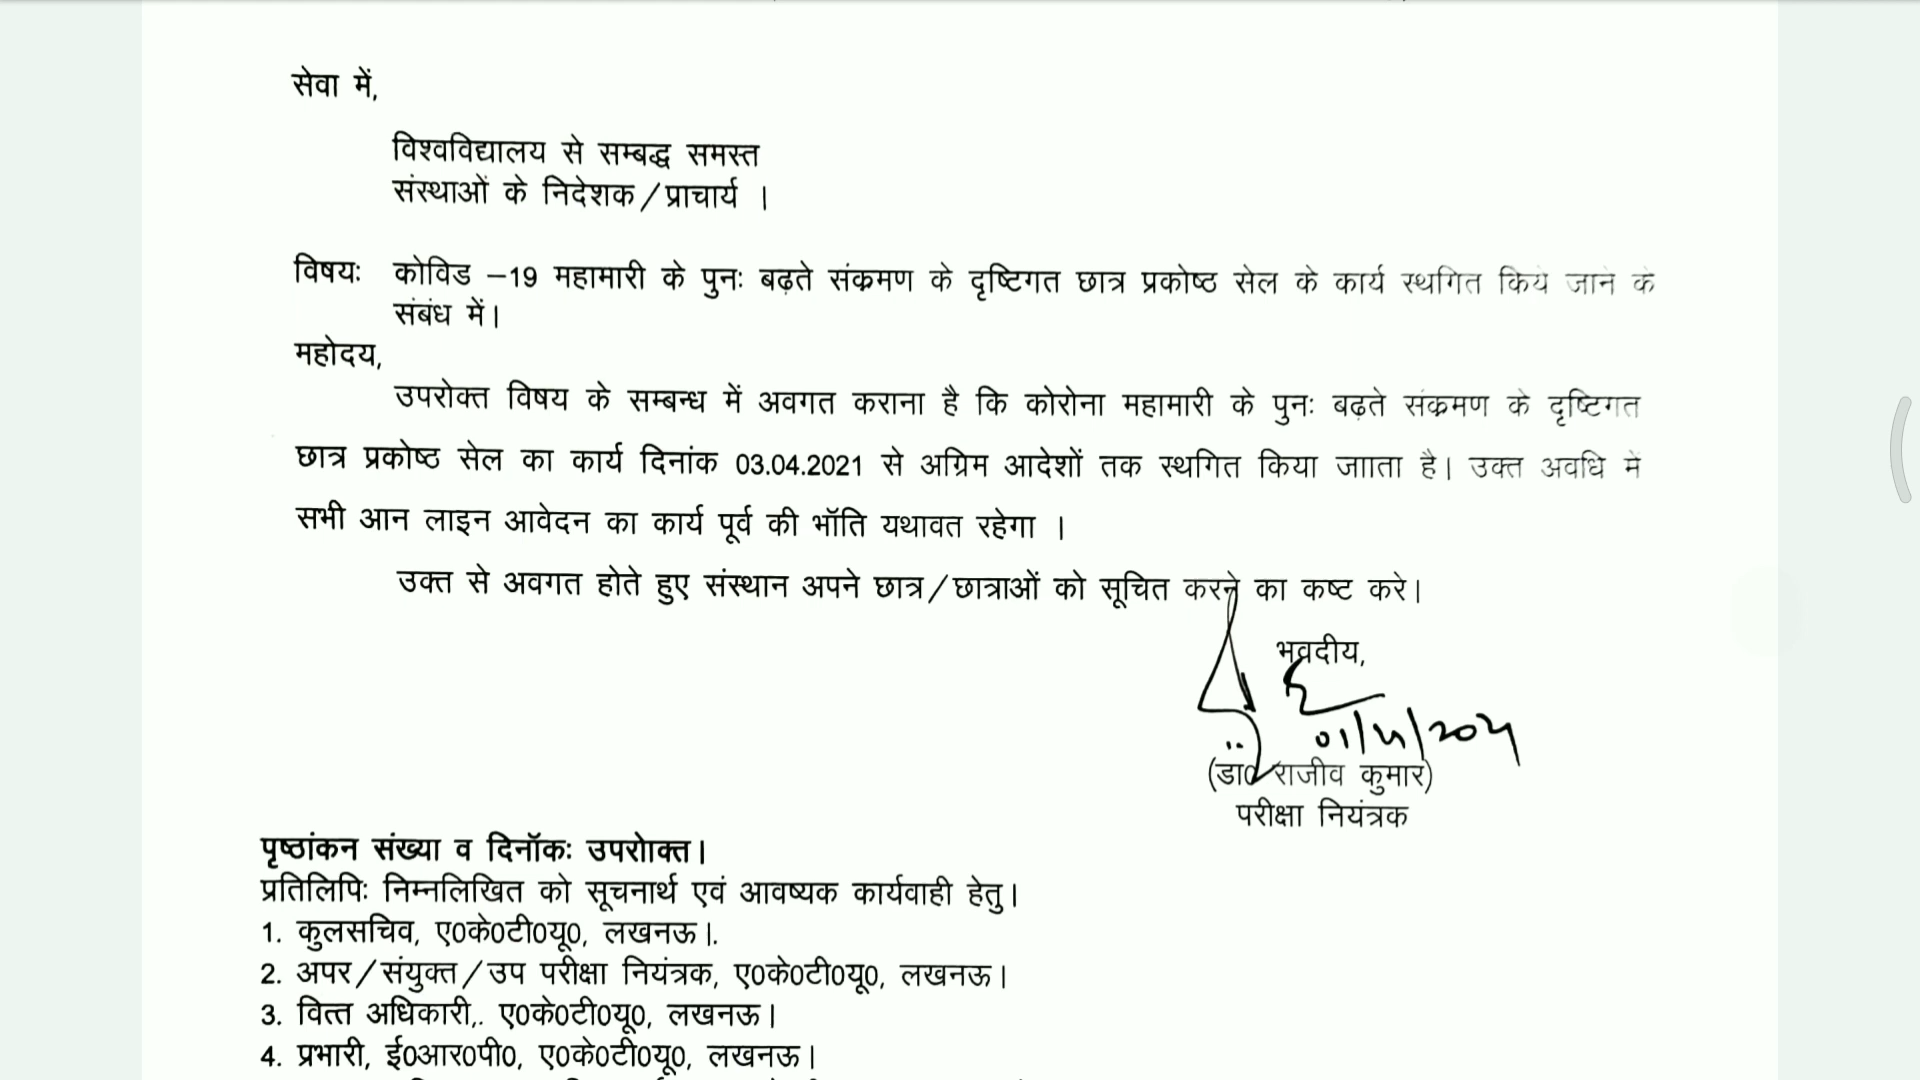 सेवा में,
विश्वविद्यालय से सम्बद्ध समस्त
संस्थाओं के निदेशक/प्राचार्य ।
विषयः कोविड –19 महामारी के पुनः बढ़ते संक्रमण के दृष्टिगत छात्र प्रकोष्ठ सेल के कार्य स्थगित किये जाने के
संबंध में।
महोदय,
उपरोक्त विषय के सम्बन्ध में अवगत कराना है कि कोरोना महामारी के पुनः बढ़ते संक्रमण के दृष्टिगत
छात्र प्रकोष्ठ सेल का कार्य दिनांक 03.04.2021 से अग्रिम आदेशों तक स्थगित किया जााता है। उक्त अवधि में
सभी आन लाइन आवेदन का कार्य पूर्व की भॉति यथावत रहेगा ।
उक्त से अवगत होते हुए संस्थान अपने छात्र/छात्राओं को सूचित करने का कष्ट करे।
भवदीय,
01/4/2021
(डा0 राजीव कुमार)
परीक्षा नियंत्रक
पृष्ठांकन संख्या व दिनॉकः उपरोाक्त।
प्रतिलिपिः निम्नलिखित को सूचनार्थ एवं आवष्यक कार्यवाही हेतु।
1. कुलसचिव, ए0के0टी0यू0, लखनऊ।.
2. अपर/संयुक्त/उप परीक्षा नियंत्रक, ए0के0टी0यू0, लखनऊ।
3. वित्त अधिकारी,. ए0के0टी0यू0, लखनऊ।
4. प्रभारी, ई0आर0पी0, ए0के0टी0यू0, लखनऊ।